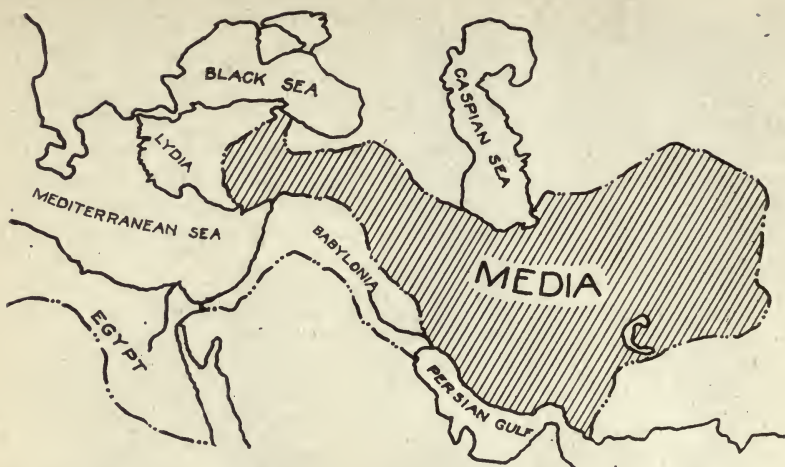 BLACK SEA
CASPIAN SEA
LYDIA
MEDITERRANEAN SEA
BABYLONIA
MEDIA
EGYPT
PERSIAN GULF